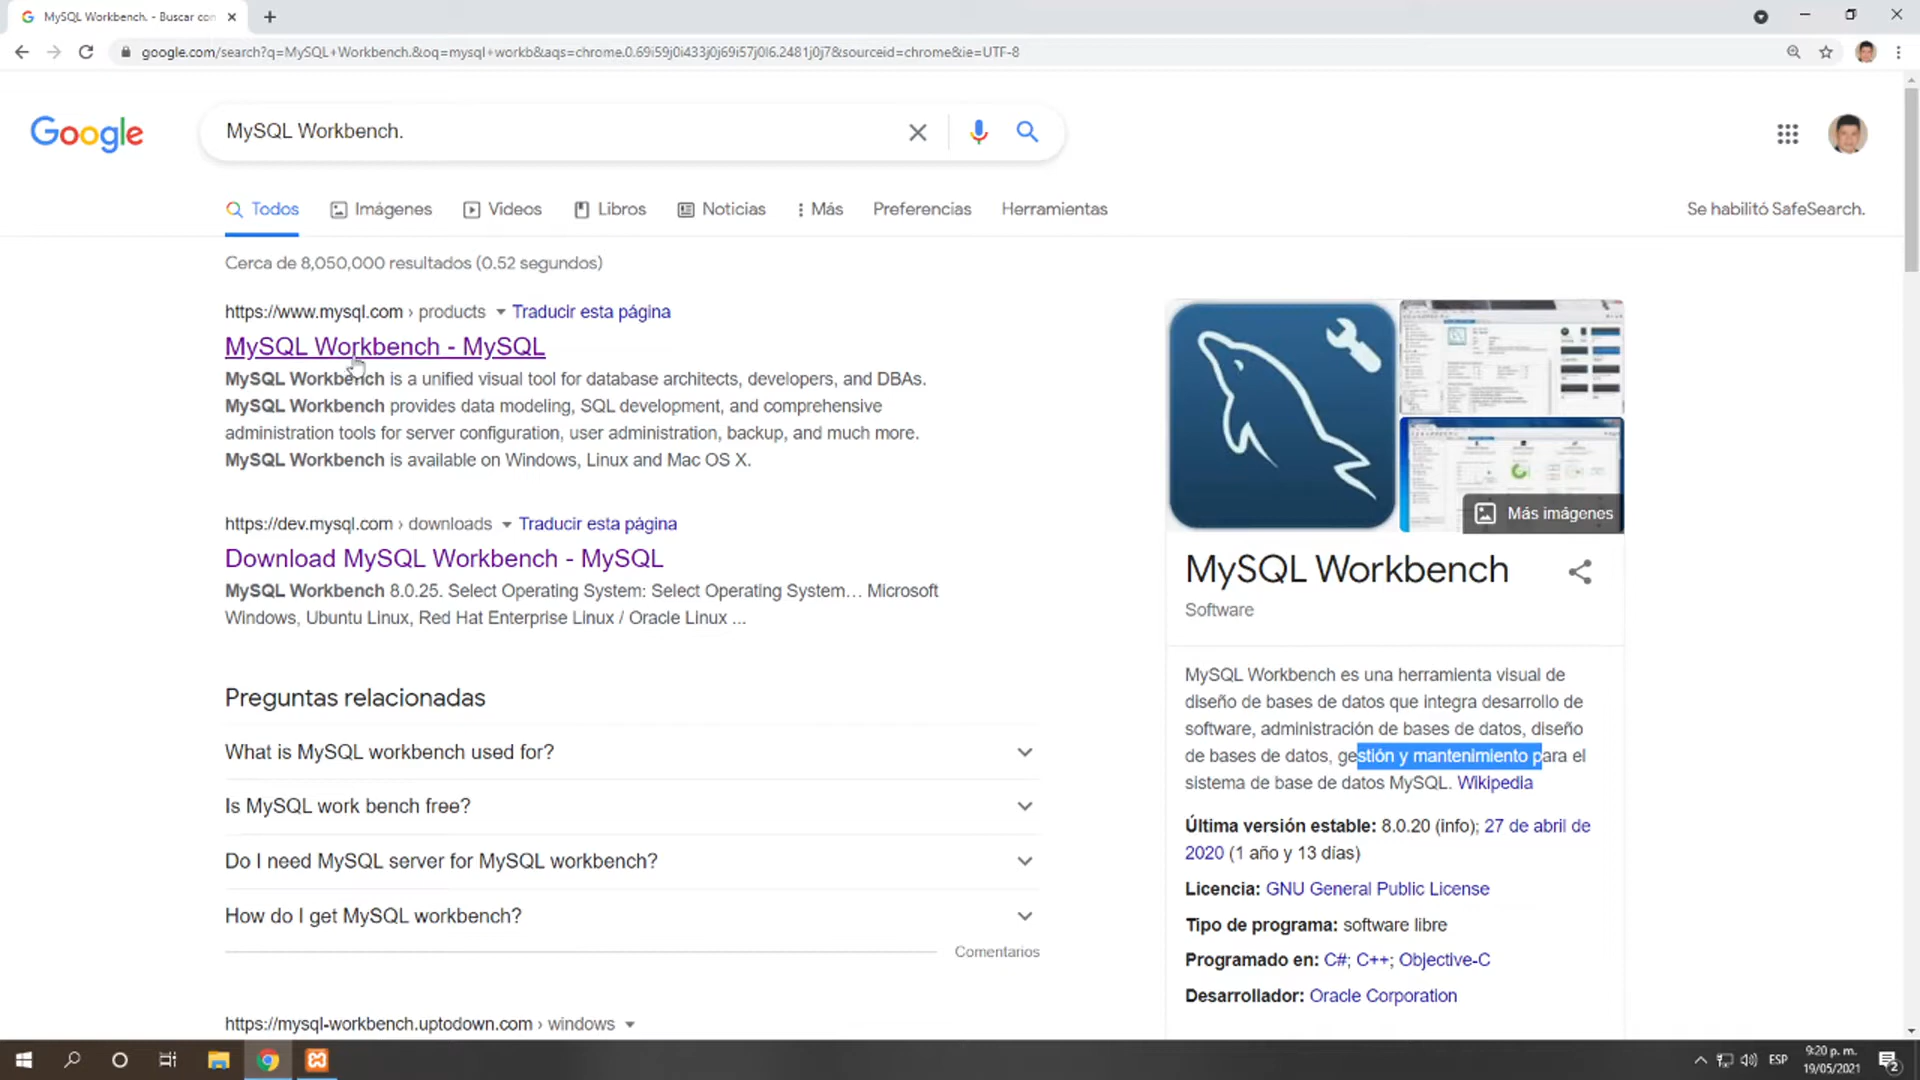 MySQL Workbench. - Buscar con
google.com/search?q=MySQL+Workbench.&oq=mysql+workb&aqs=chrome.0.69i59j0i433j0j69i57j0l6.2481j0j7&sourceid=chrome&ie=UTF-8
Google
MySQL Workbench.
Todos
Imágenes
Videos
Libros
Noticias
Más
Preferencias
Herramientas
Se habilitó SafeSearch.
Cerca de 8,050,000 resultados (0.52 segundos)
https://www.mysql.com › products Traducir esta página
MySQL Workbench - MySQL
MySQL Workbench is a unified visual tool for database architects, developers, and DBAs.
MySQL Workbench provides data modeling, SQL development, and comprehensive
administration tools for server configuration, user administration, backup, and much more.
MySQL Workbench is available on Windows, Linux and Mac OS X.
https://dev.mysql.com › downloads Traducir esta página
Download MySQL Workbench - MySQL
MySQL Workbench 8.0.25. Select Operating System: Select Operating System… Microsoft
Windows, Ubuntu Linux, Red Hat Enterprise Linux / Oracle Linux ...
Preguntas relacionadas
What is MySQL workbench used for?
Is MySQL work bench free?
Do I need MySQL server for MySQL workbench?
How do I get MySQL workbench?
Comentarios
https://mysql-workbench.uptodown.com › windows
Más imágenes
MySQL Workbench
Software
MySQL Workbench es una herramienta visual de
diseño de bases de datos que integra desarrollo de
software, administración de bases de datos, diseño
de bases de datos, gestión y mantenimiento para el
sistema de base de datos MySQL. Wikipedia
Última versión estable: 8.0.20 (info); 27 de abril de
2020 (1 año y 13 días)
Licencia: GNU General Public License
Tipo de programa: software libre
Programado en: C#; C++; Objective-C
Desarrollador: Oracle Corporation
ESP
9:20 p. m.
19/05/2021
2